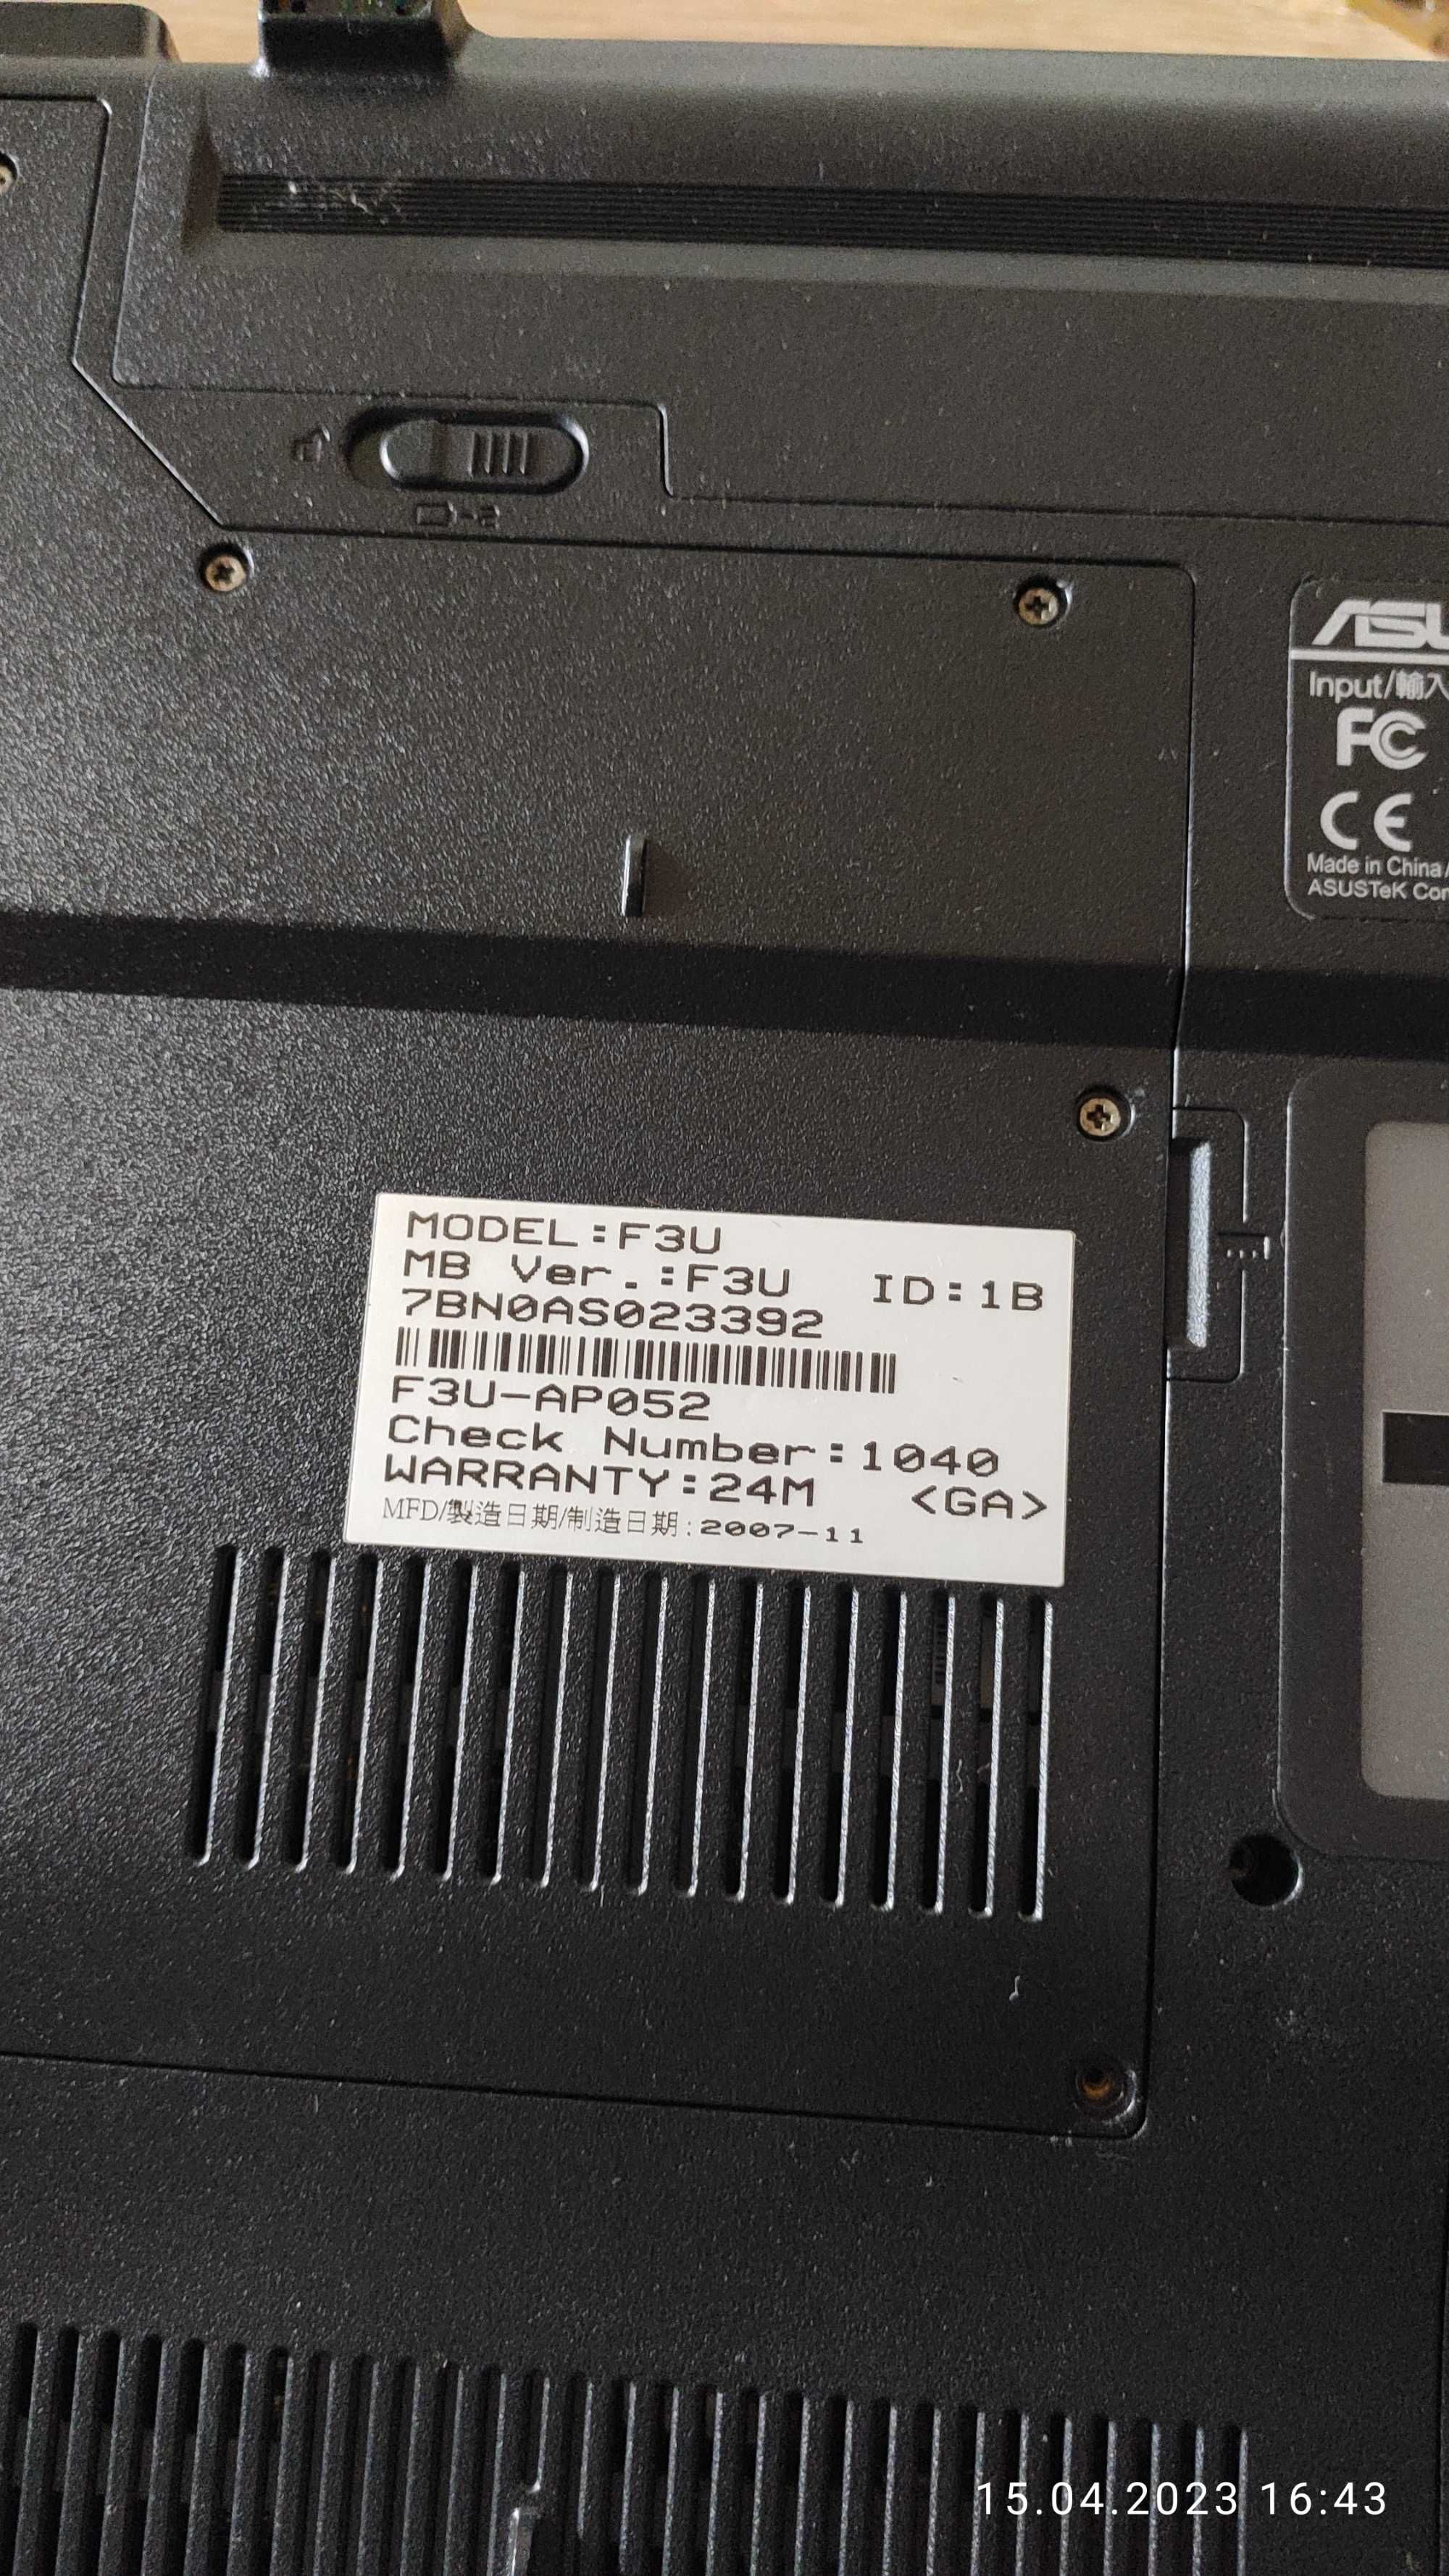 Input/輸入
FC
CE
Made in China/
ASUSTeK
MODEL:F3U
MB Ver.:F3U ID:1B
7BN0AS023392
F3U-AP052
Check Number:1040
WARRANTY:24M <GA>
MFD/製造日期/制造日期:2007-11
15.04.2023 16:43